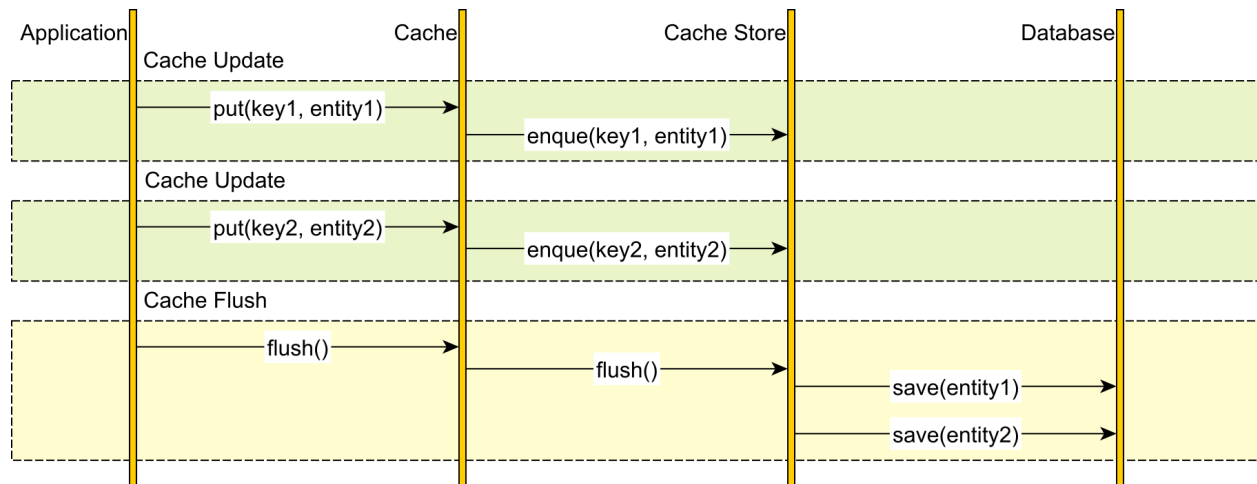 Application
Cache
Cache Store
Database
Cache Update
put(key1, entity1)
enque(key1, entity1)
Cache Update
put(key2, entity2)
enque(key2, entity2)
Cache Flush
flush()
flush()
save(entity1)
save(entity2)